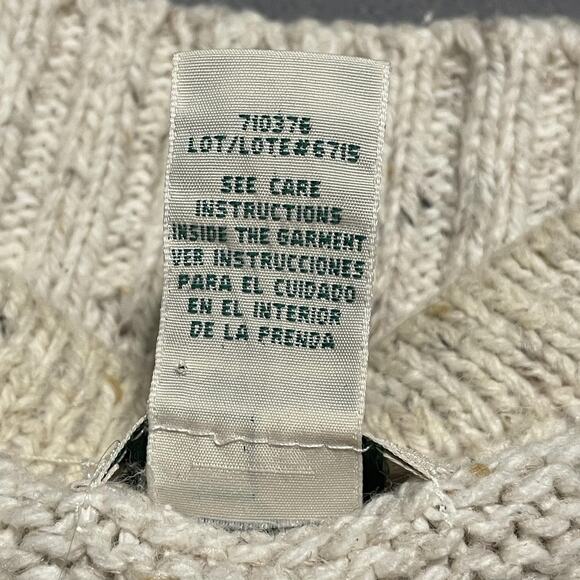 710376
LOT/LOTE#6715
SEE CARE
INSTRUCTIONS
INSIDE THE GARMENT
VER INSTRUCCIONES
PARA EL CUIDADO
EN EL INTERIOR
DE LA PRENDA